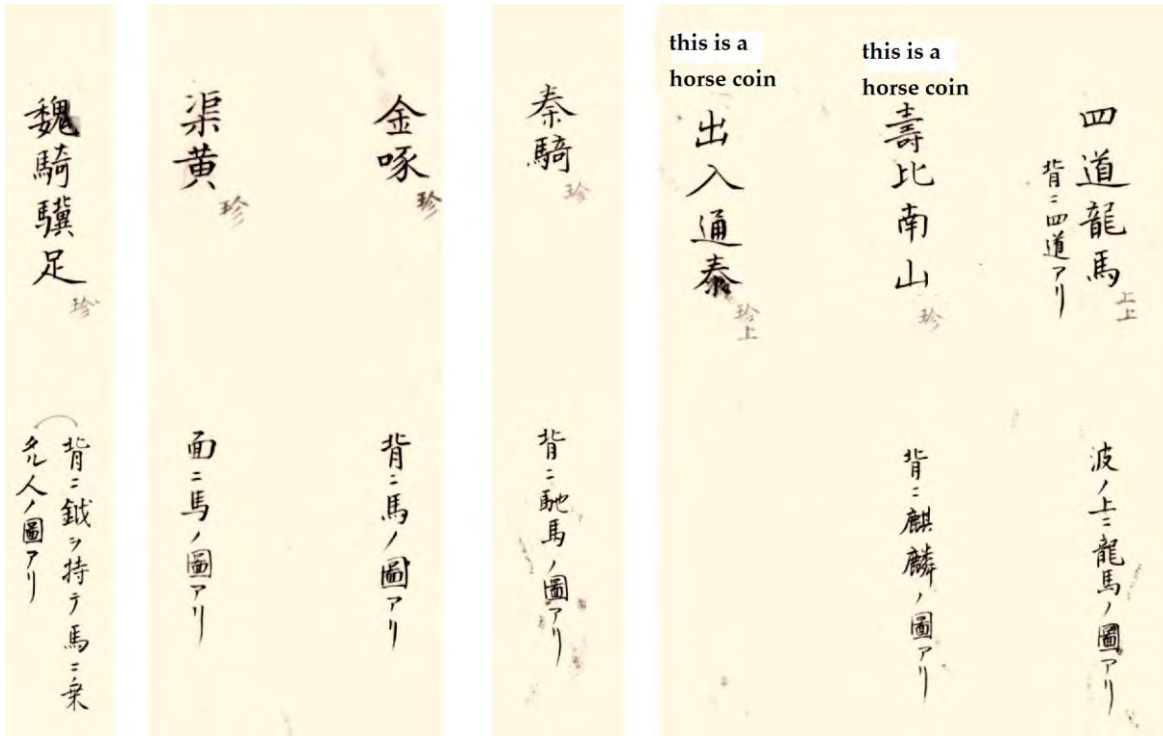 四道龍馬
上上
背ニ四道アリ
波ノ上ニ龍馬ノ圖アリ
this is a
horse coin
壽比南山
珍
背ニ麒麟ノ圖アリ
this is a
horse coin
出入通泰
珍上
秦騎
珍
背ニ馳馬ノ圖アリ
金啄
珍
背ニ馬ノ圖アリ
渠黄
珍
面ニ馬ノ圖アリ
魏騎驥足
珍
背ニ鉞ヲ持テ馬ニ乗
タル人ノ圖アリ